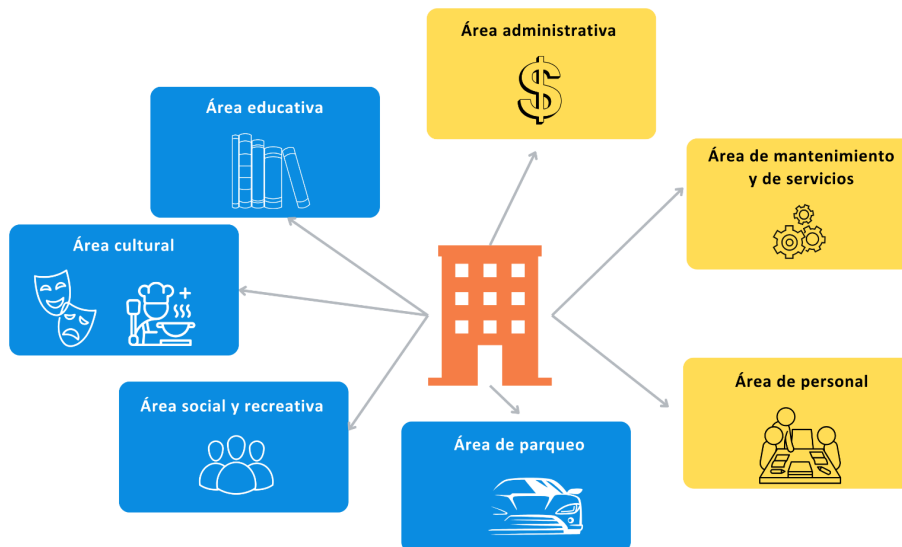 Área administrativa
Área educativa
Área de mantenimiento
y de servicios
Área cultural
Área de personal
Área social y recreativa
Área de parqueo